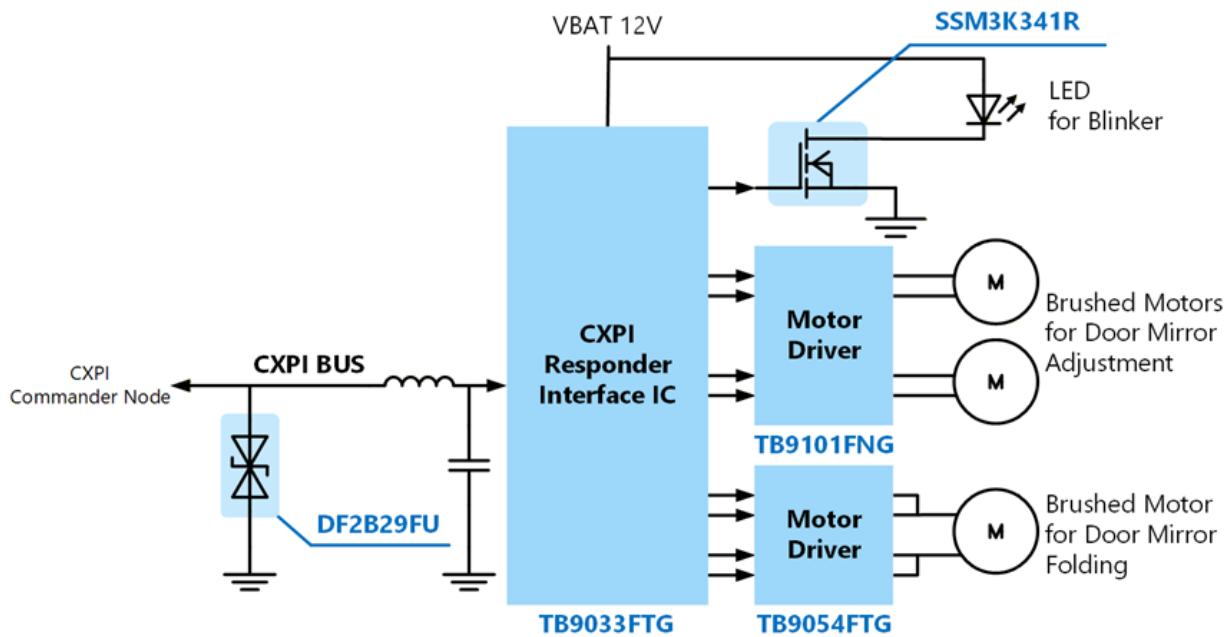 VBAT 12V
SSM3K341R
LED
for Blinker
CXPI
Responder
Interface IC
TB9033FTG
Motor
Driver
TB9101FNG
M
M
Brushed Motors
for Door Mirror
Adjustment
CXPI BUS
CXPI
Commander Node
DF2B29FU
Motor
Driver
TB9054FTG
M
Brushed Motor
for Door Mirror
Folding